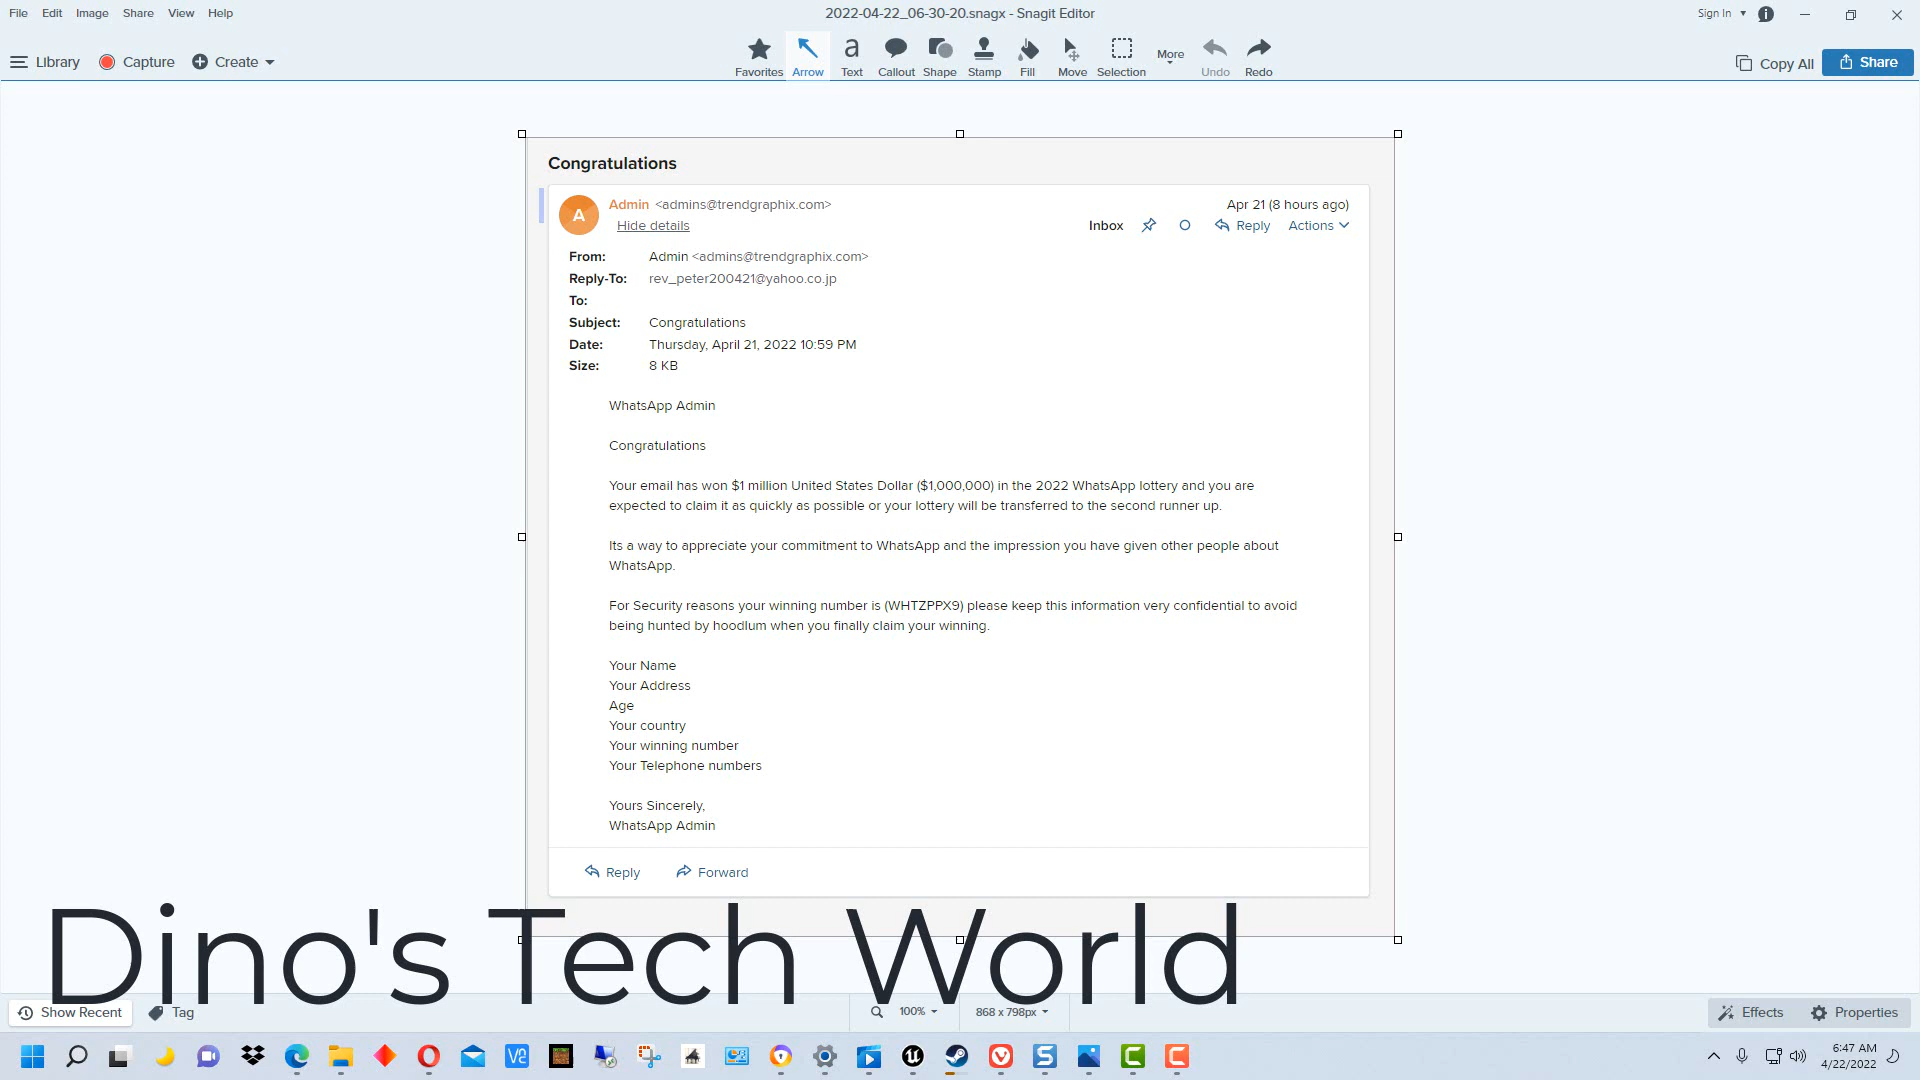 File Edit Image Share View Help
2022-04-22_06-30-20.snagx - Snagit Editor
Sign In
Library Capture Create
Favorites Arrow Text Callout Shape Stamp Fill Move Selection More Undo Redo
Copy All Share
Congratulations
A
Admin <admins@trendgraphix.com>
Apr 21 (8 hours ago)
Hide details
Inbox Reply Actions
From: Admin <admins@trendgraphix.com>
Reply-To: rev_peter200421@yahoo.co.jp
To:
Subject: Congratulations
Date: Thursday, April 21, 2022 10:59 PM
Size: 8 KB
WhatsApp Admin
Congratulations
Your email has won $1 million United States Dollar ($1,000,000) in the 2022 WhatsApp lottery and you are
expected to claim it as quickly as possible or your lottery will be transferred to the second runner up.
Its a way to appreciate your commitment to WhatsApp and the impression you have given other people about
WhatsApp.
For Security reasons your winning number is (WHTZPPX9) please keep this information very confidential to avoid
being hunted by hoodlum when you finally claim your winning.
Your Name
Your Address
Age
Your country
Your winning number
Your Telephone numbers
Yours Sincerely,
WhatsApp Admin
Reply Forward
Dino's Tech World
Show Recent Tag
100% 868 x 798px
Effects Properties
6:47 AM
4/22/2022